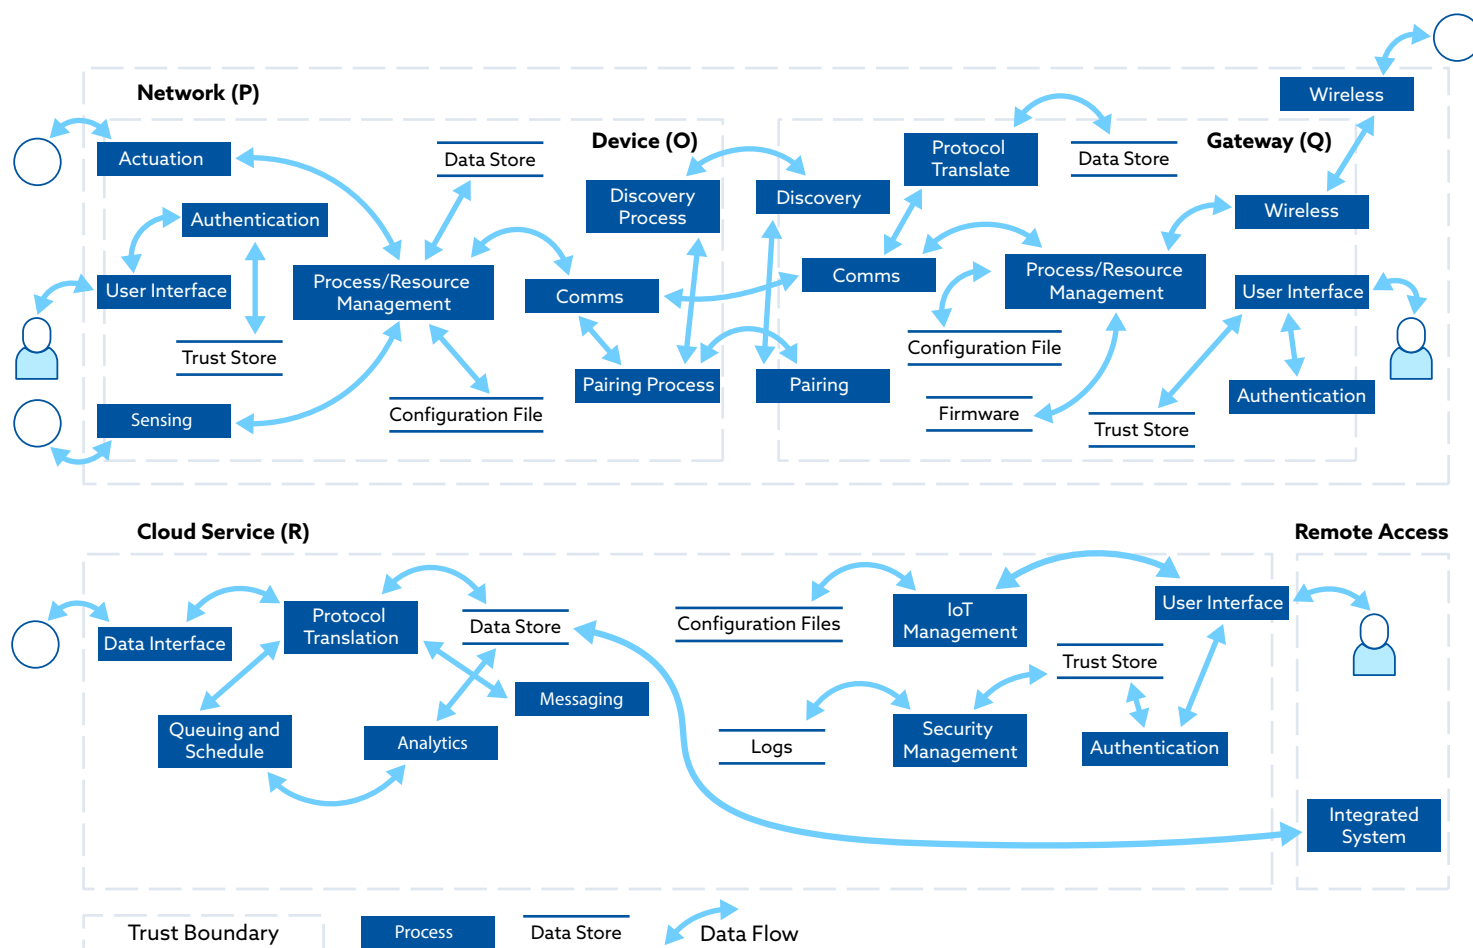 Network (P)
Device (O)
Gateway (Q)
Wireless
Actuation
Data Store
Protocol
Translate
Data Store
Authentication
Discovery
Process
Discovery
Wireless
User Interface
Process/Resource
Management
Comms
Comms
Process/Resource
Management
User Interface
Trust Store
Configuration File
Pairing Process
Pairing
Authentication
Sensing
Configuration File
Firmware
Trust Store
Cloud Service (R)
Remote Access
Data Interface
Protocol
Translation
Data Store
Configuration Files
IoT
Management
User Interface
Trust Store
Messaging
Queuing and
Schedule
Analytics
Logs
Security
Management
Authentication
Integrated
System
Trust Boundary
Process
Data Store
Data Flow